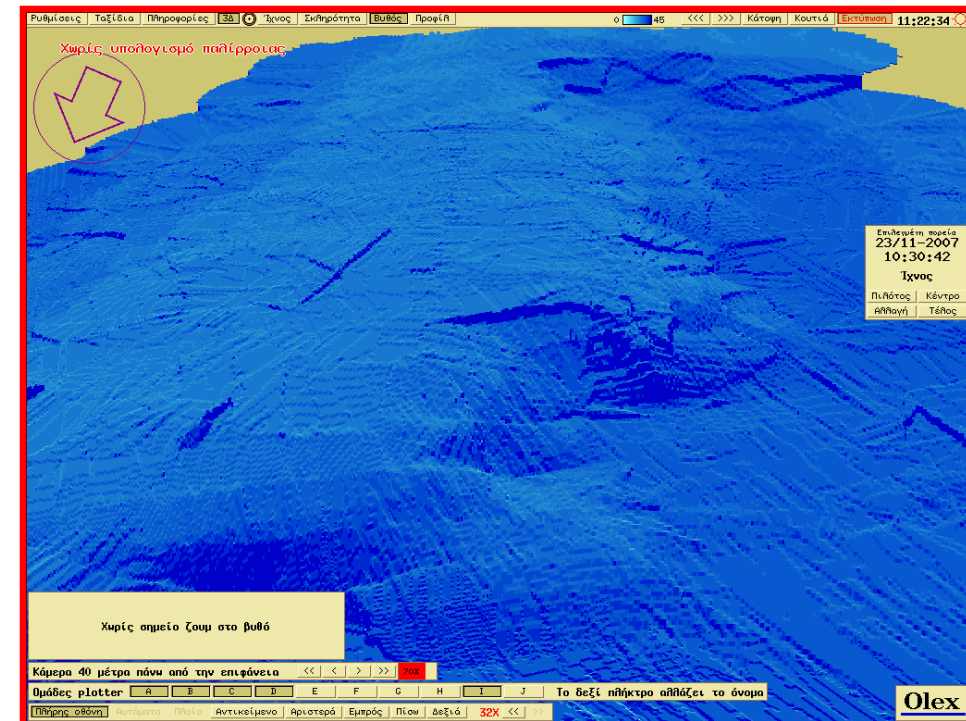 Ρυθμίσεις Ταξίδια Πληροφορίες 3Δ Ίχνος Σκληρότητα Βυθός Προφίλ 0 45 <<< >>> Κάτοψη Κουτιά Εκτύπωση 11:22:34
Χωρίς υπολογισμό παλίρροιας
Επιλεγμένη πορεία
23/11-2007
10:30:42
Ίχνος
Πιλότος Κέντρο
Αλλαγή Τέλος
Χωρίς σημείο ζουμ στο βυθό
Κάμερα 40 μέτρα πάνω από την επιφάνεια << < > >> 70%
Ομάδες plotter A B C D E F G H I J Το δεξί πλήκτρο αλλάζει το όνομα
Πλήρης οθόνη Αυτόματο Πλοίο Αντικείμενο Αριστερά Εμπρός Πίσω Δεξιά 32X << >>
Olex